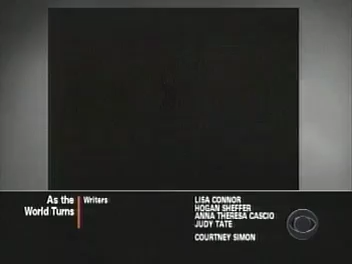 As the
World Turns
Writers
LISA CONNOR
HOGAN SHEFFER
ANNA THERESA CASCIO
JUDY TATE
COURTNEY SIMON